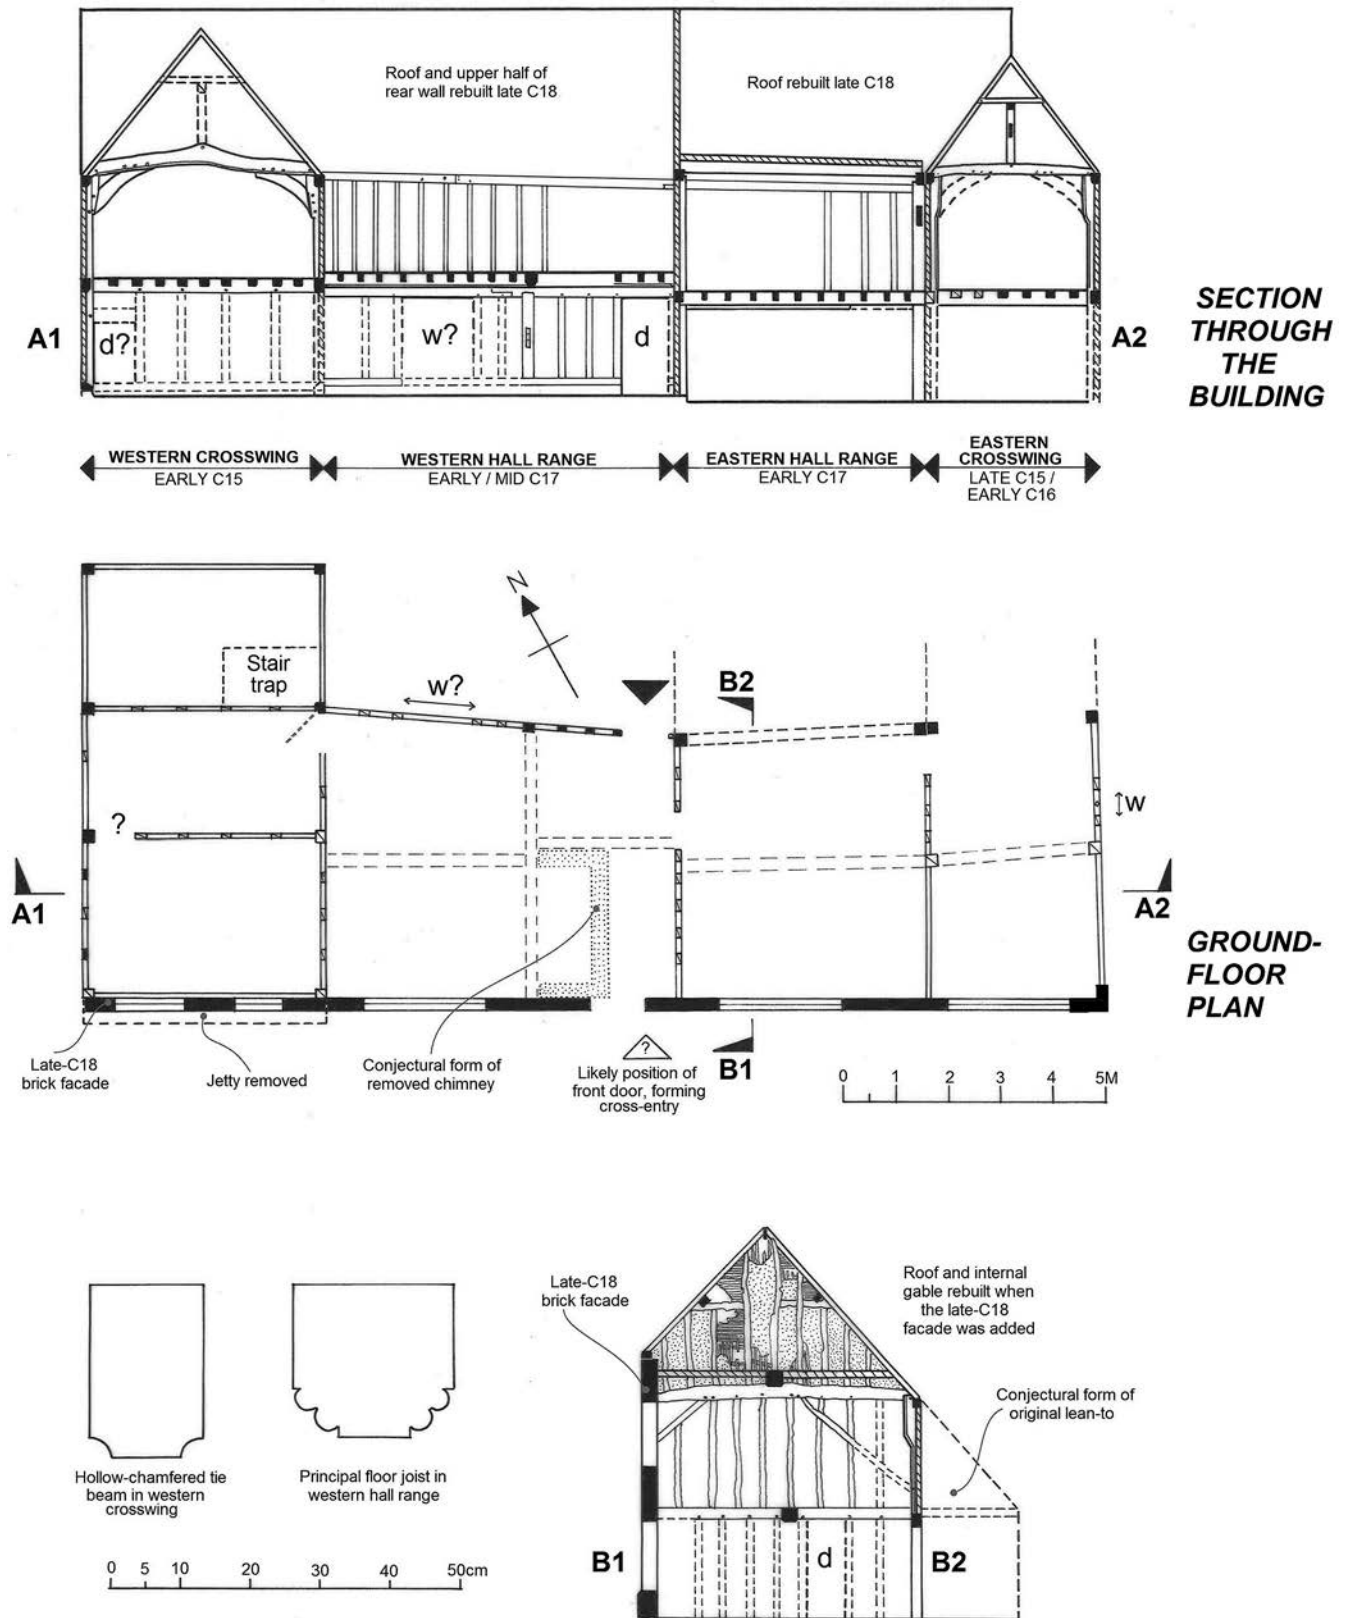 Roof and upper half of
rear wall rebuilt late C18
Roof rebuilt late C18
A1
d?
w?
d
A2
SECTION
THROUGH
THE
BUILDING
WESTERN CROSSWING
EARLY C15
WESTERN HALL RANGE
EARLY / MID C17
EASTERN HALL RANGE
EARLY C17
EASTERN
CROSSWING
LATE C15 /
EARLY C16
N
Stair
trap
w?
B2
?
W
A1
A2
GROUND-
FLOOR
PLAN
Late-C18
brick facade
Jetty removed
Conjectural form of
removed chimney
?
Likely position of
front door, forming
cross-entry
B1
0 1 2 3 4 5M
Late-C18
brick facade
Roof and internal
gable rebuilt when
the late-C18
facade was added
Conjectural form of
original lean-to
Hollow-chamfered tie
beam in western
crosswing
Principal floor joist in
western hall range
B1
d
B2
0 5 10 20 30 40 50cm